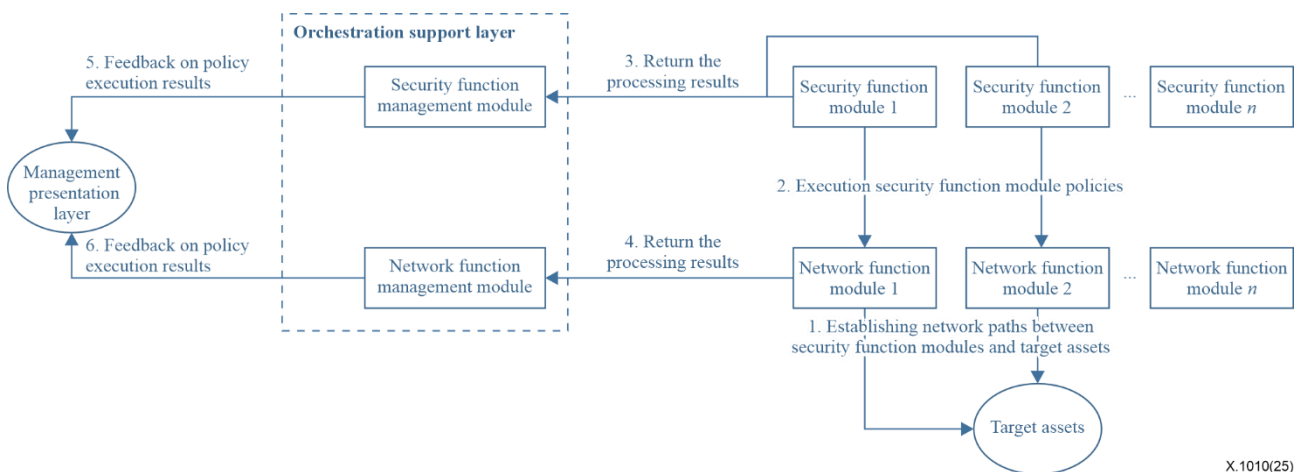 Orchestration support layer
5. Feedback on policy
execution results
Security function
management module
3. Return the
processing results
Security function
module 1
Security function
module 2
...
Security function
module n
Management
presentation
layer
2. Execution security function module policies
6. Feedback on policy
execution results
Network function
management module
4. Return the
processing results
Network function
module 1
Network function
module 2
...
Network function
module n
1. Establishing network paths between
security function modules and target assets
Target assets
X.1010(25)